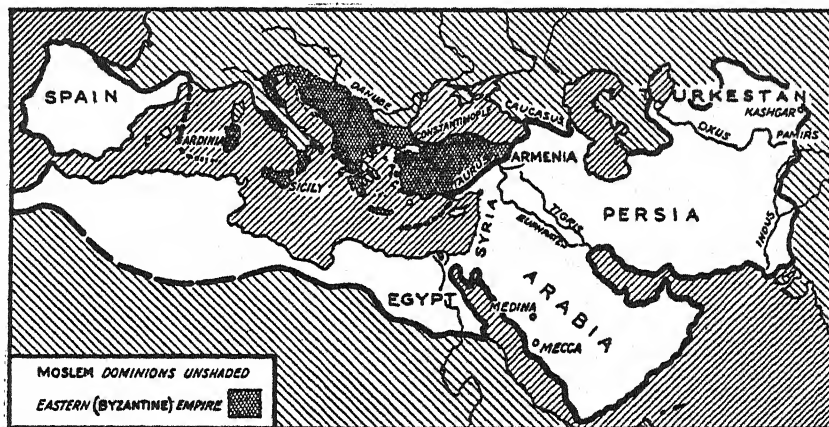 SPAIN
DANUBE
CONSTANTINOPLE
CAUCASUS
TURKESTAN
KASHGAR
OXUS
PAMIRS
SARDINIA
SICILY
TAURUS
ARMENIA
PERSIA
TIGRIS
EUPHRATES
SYRIA
INDUS
EGYPT
ARABIA
MEDINA
MECCA
MOSLEM DOMINIONS UNSHADED
EASTERN (BYZANTINE) EMPIRE